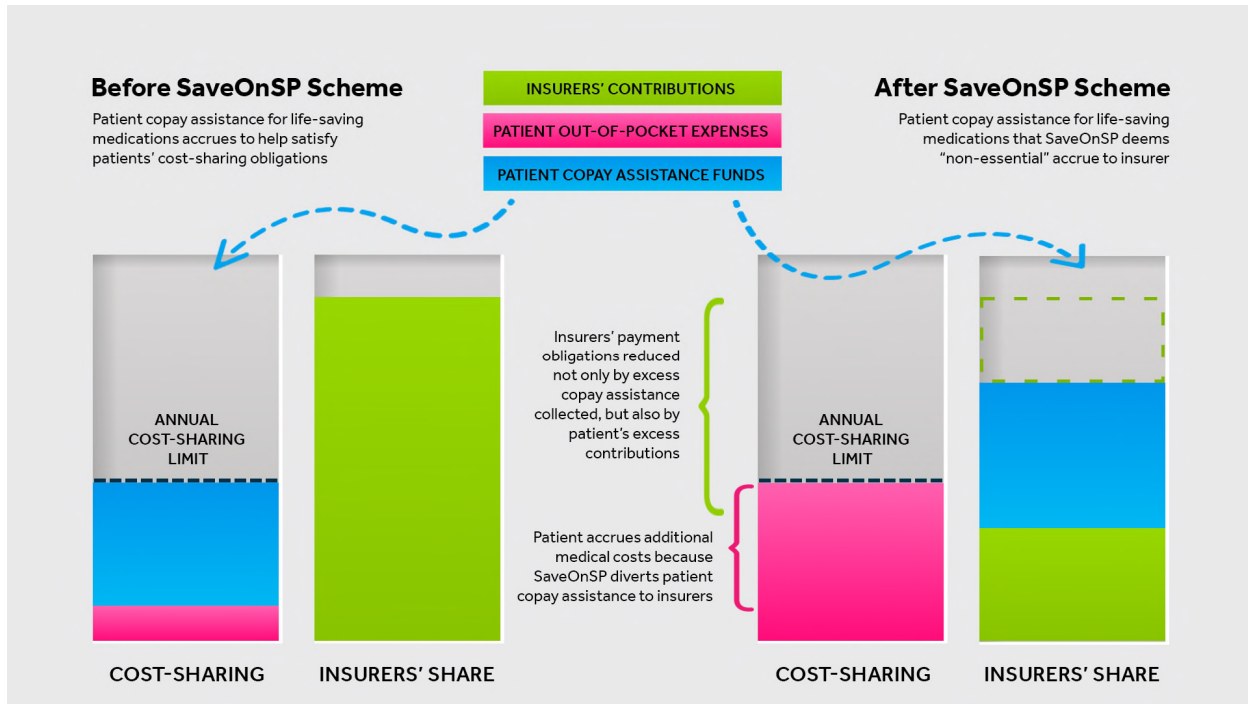 Before SaveOnSP Scheme
Patient copay assistance for life-saving
medications accrues to help satisfy
patients’ cost-sharing obligations
INSURERS’ CONTRIBUTIONS
PATIENT OUT-OF-POCKET EXPENSES
PATIENT COPAY ASSISTANCE FUNDS
After SaveOnSP Scheme
Patient copay assistance for life-saving
medications that SaveOnSP deems
“non-essential” accrue to insurer
ANNUAL
COST-SHARING
LIMIT
Insurers’ payment
obligations reduced
not only by excess
copay assistance
collected, but also by
patient’s excess
contributions
Patient accrues additional
medical costs because
SaveOnSP diverts patient
copay assistance to insurers
ANNUAL
COST-SHARING
LIMIT
COST-SHARING
INSURERS’ SHARE
COST-SHARING
INSURERS’ SHARE